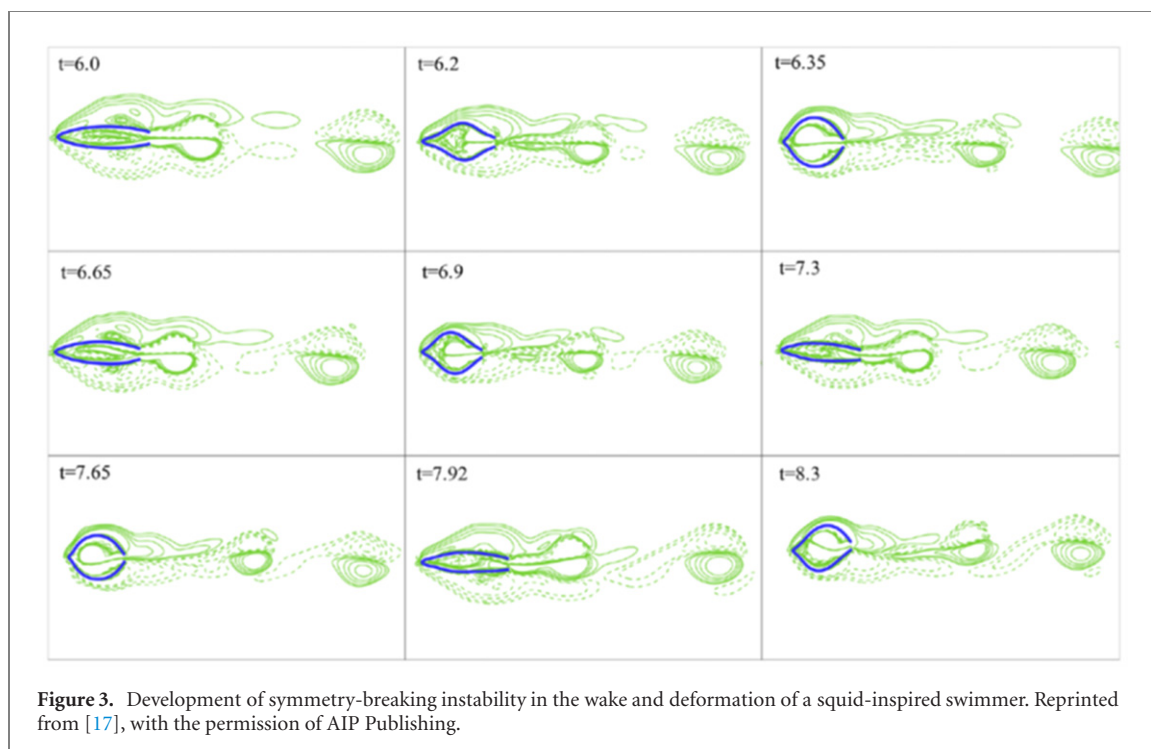 t=6.0
t=6.2
t=6.35
t=6.65
t=6.9
t=7.3
t=7.65
t=7.92
t=8.3
Figure 3. Development of symmetry-breaking instability in the wake and deformation of a squid-inspired swimmer. Reprinted
from [17], with the permission of AIP Publishing.